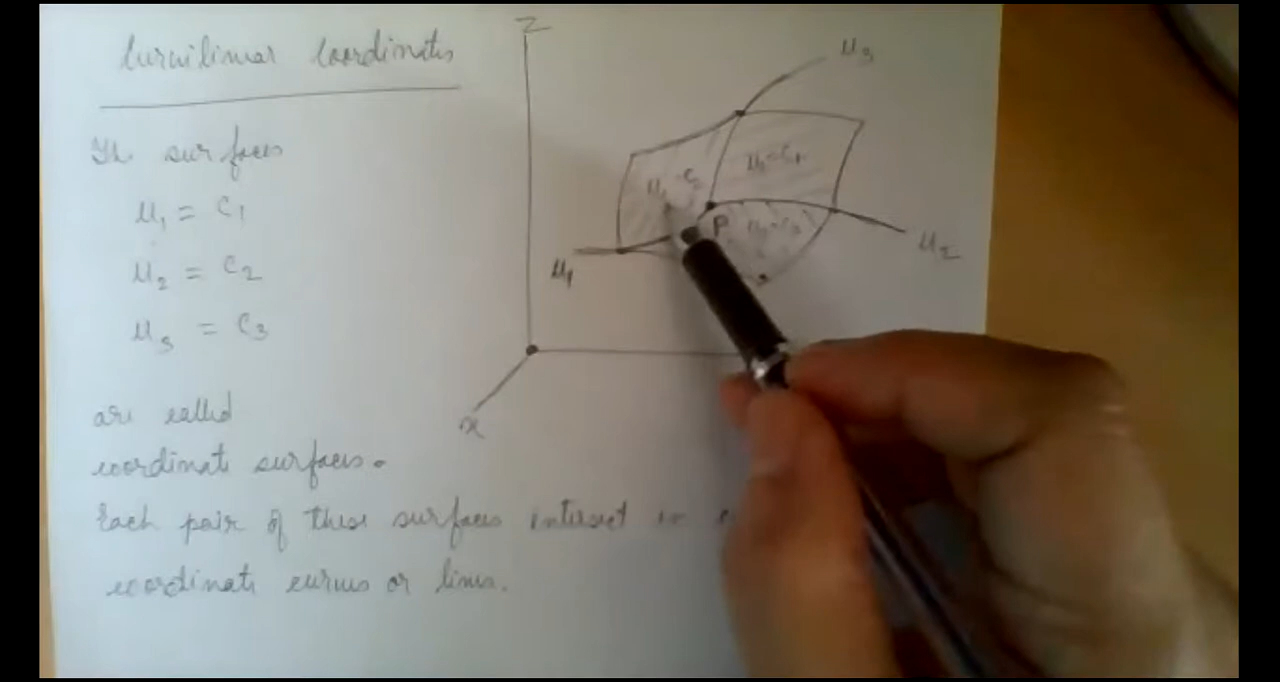 Curvilinear Coordinates
The surfaces
u₁ = c₁
u₂ = c₂
u₃ = c₃
are called
coordinate surfaces.
Each pair of these surfaces intersect in
coordinate curves or lines.
z
u₃
P
u₁
u₂
x